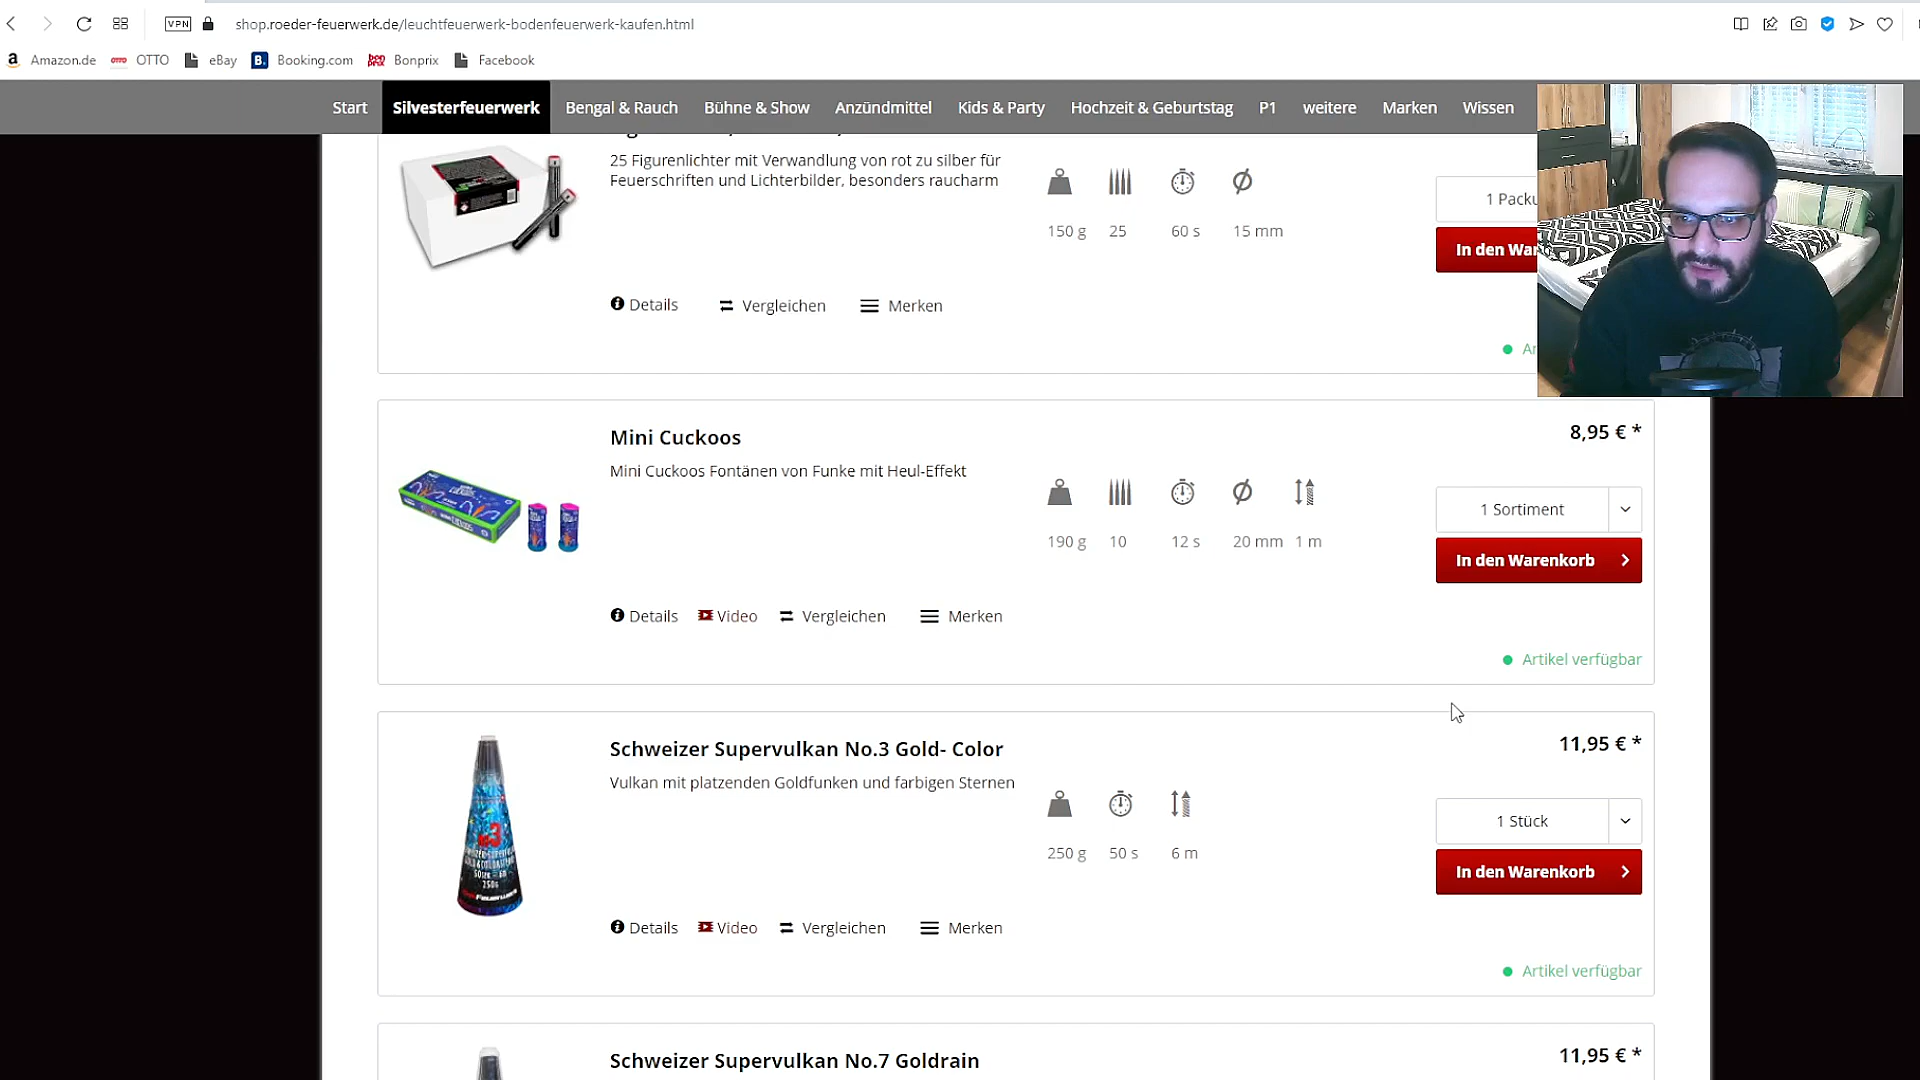 VPN
shop.roeder-feuerwerk.de/leuchtfeuerwerk-bodenfeuerwerk-kaufen.html
Amazon.de OTTO eBay Booking.com Bonprix Facebook
Start Silvesterfeuerwerk Bengal & Rauch Bühne & Show Anzündmittel Kids & Party Hochzeit & Geburtstag P1 weitere Marken Wissen
25 Figurenlichter mit Verwandlung von rot zu silber für
Feuerschriften und Lichterbilder, besonders raucharm
1 Packu
150 g 25 60 s 15 mm
In den War
Details Vergleichen Merken
Mini Cuckoos
8,95 € *
Mini Cuckoos Fontänen von Funke mit Heul-Effekt
1 Sortiment
190 g 10 12 s 20 mm 1 m
In den Warenkorb
Details Video Vergleichen Merken
Artikel verfügbar
Schweizer Supervulkan No.3 Gold- Color
11,95 € *
Vulkan mit platzenden Goldfunken und farbigen Sternen
1 Stück
250 g 50 s 6 m
In den Warenkorb
Details Video Vergleichen Merken
Artikel verfügbar
Schweizer Supervulkan No.7 Goldrain
11,95 € *